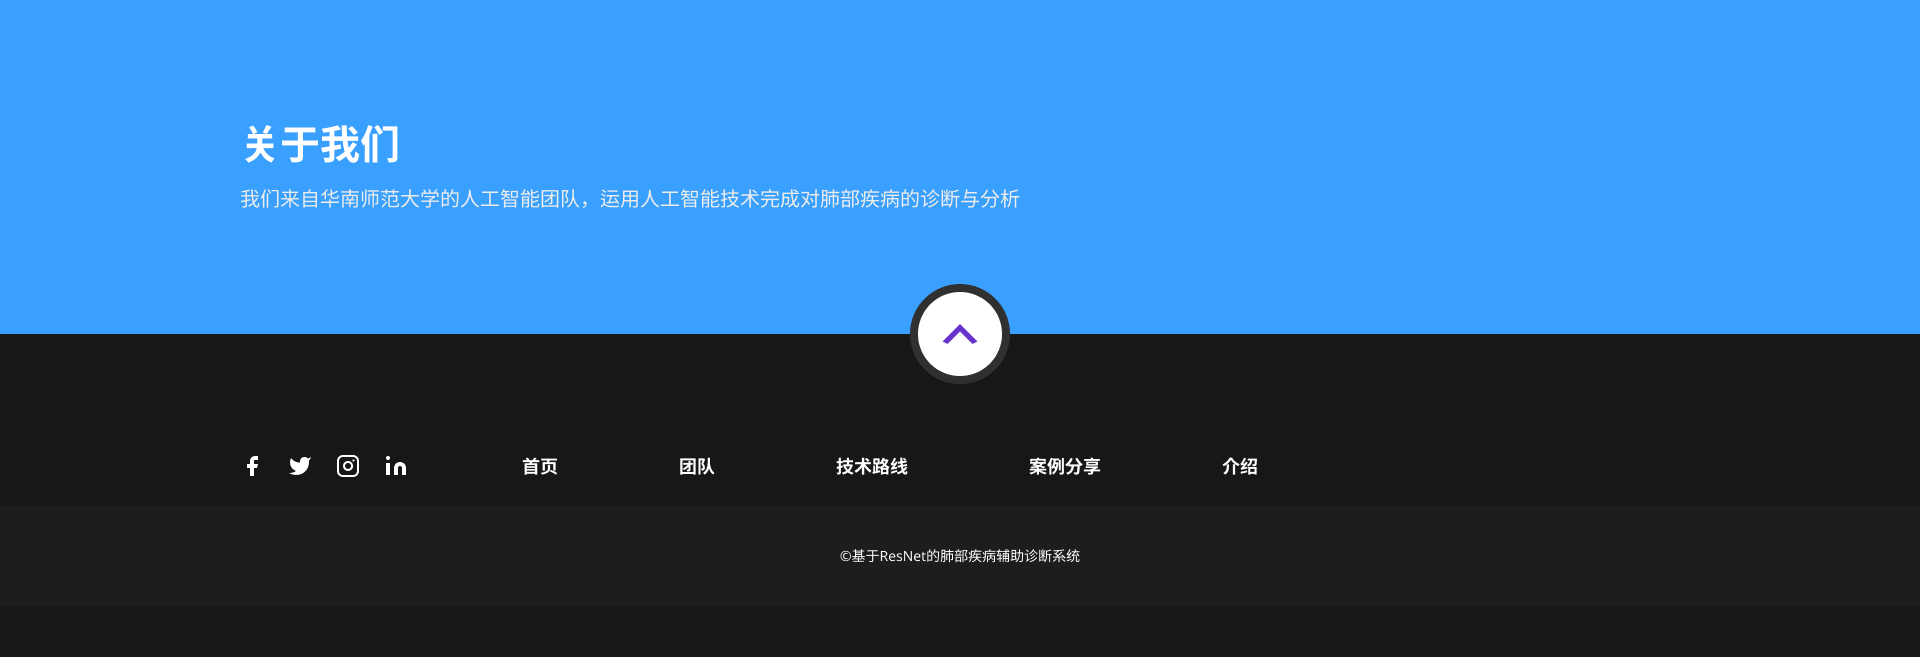 关于我们
我们来自华南师范大学的人工智能团队，运用人工智能技术完成对肺部疾病的诊断与分析
首页 团队 技术路线 案例分享 介绍
©基于ResNet的肺部疾病辅助诊断系统